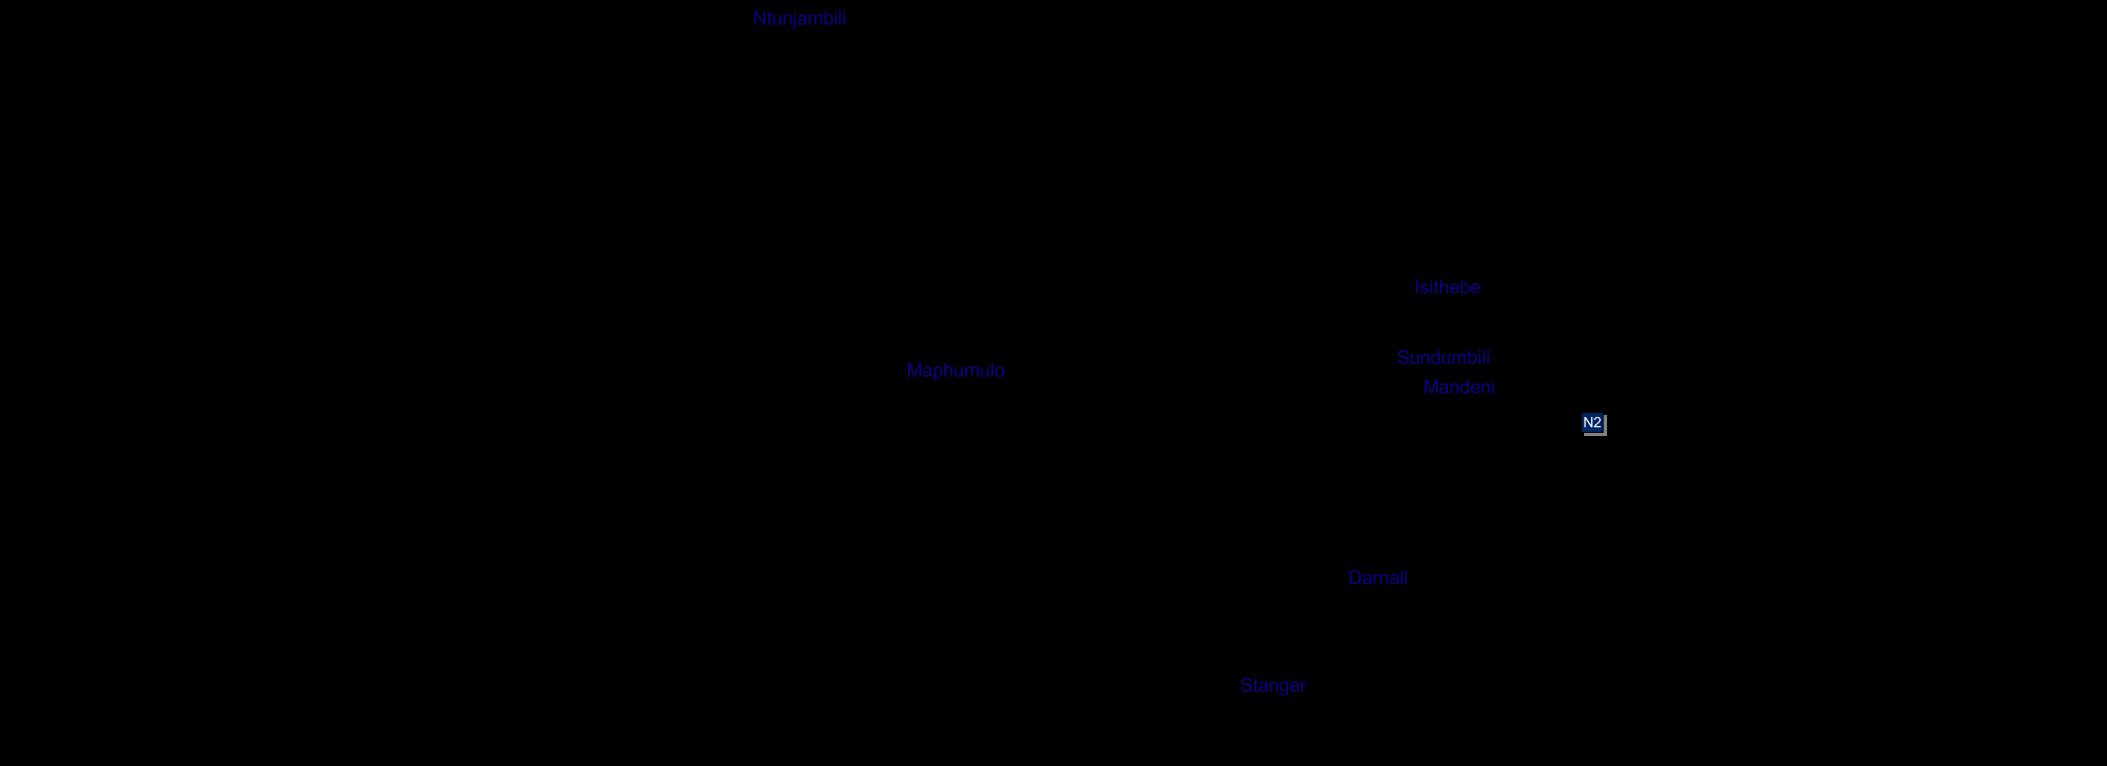 Ntunjambili
Isithebe
Sundumbili
Maphumulo
Mandeni
N2
Darnall
Stanger